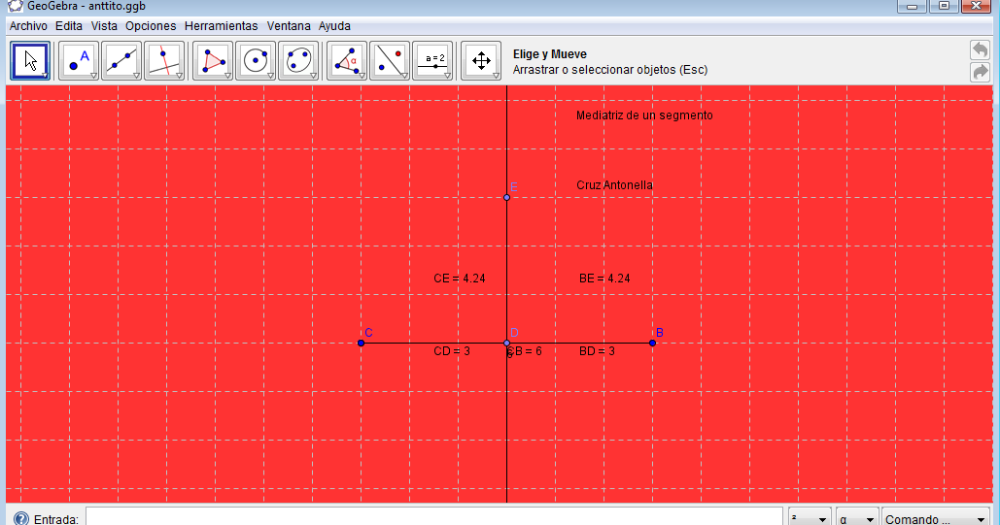 GeoGebra - anttito.ggb
Archivo Edita Vista Opciones Herramientas Ventana Ayuda
A
α
a = 2
Elige y Mueve
Arrastrar o seleccionar objetos (Esc)
Mediatriz de un segmento
Cruz Antonella
E
CE = 4.24
BE = 4.24
C
D
B
CD = 3
CB = 6
BD = 3
6
Entrada:
²
α
Comando ...